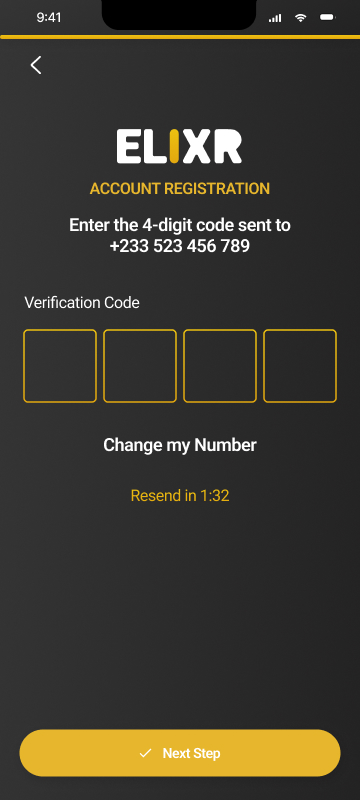 9:41
ELIXR
ACCOUNT REGISTRATION
Enter the 4-digit code sent to
+233 523 456 789
Verification Code
Change my Number
Resend in 1:32
Next Step